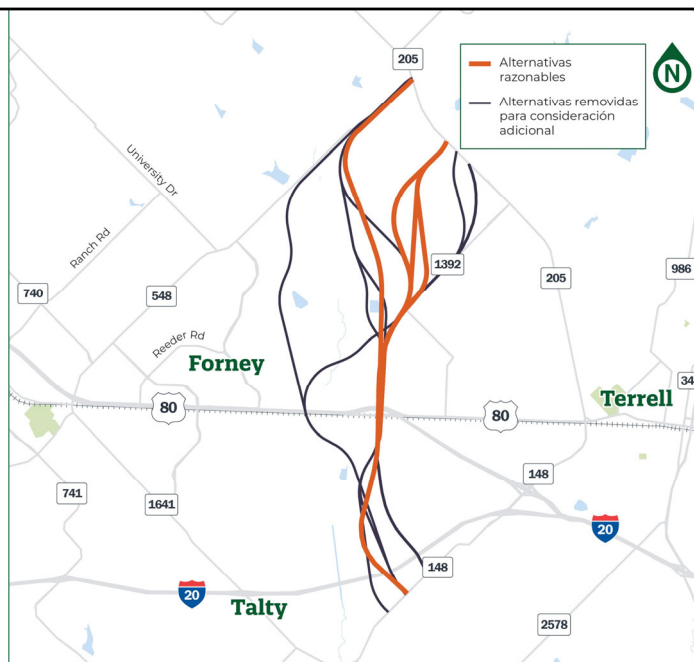 205
Alternativas
razonables
Alternativas removidas
para consideración
adicional
N
University Dr
Ranch Rd
1392
205
986
740
548
Reeder Rd
Forney
34
Terrell
80
80
148
741
1641
20
148
20
Talty
2578